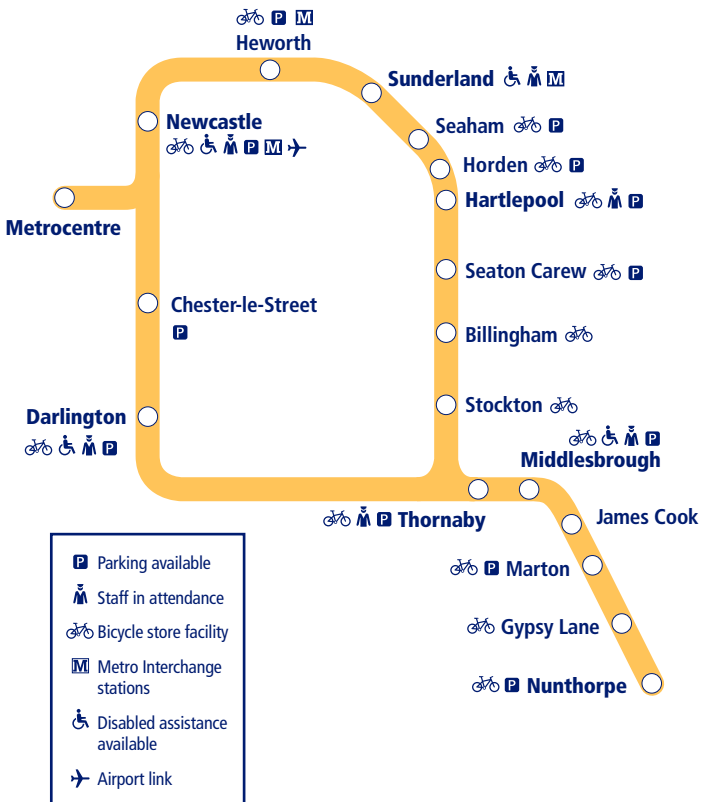 P M
Heworth
Sunderland M
Newcastle
P M
Seaham P
Horden P
Hartlepool P
Metrocentre
Seaton Carew P
Chester-le-Street
P
Billingham
Darlington
P
Stockton
P
Middlesbrough
P Thornaby
James Cook
P Marton
Gypsy Lane
P Nunthorpe
P Parking available
Staff in attendance
Bicycle store facility
M Metro Interchange
stations
Disabled assistance
available
Airport link